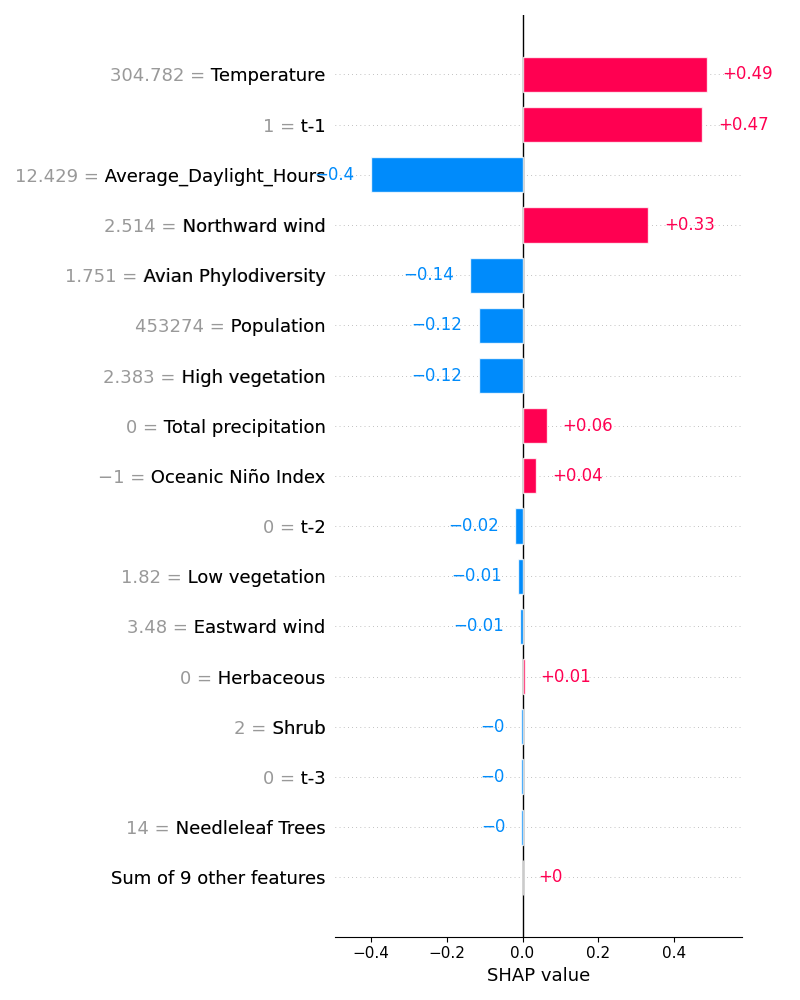 304.782 = Temperature +0.49
1 = t-1 +0.47
12.429 = Average_Daylight_Hours −0.4
2.514 = Northward wind +0.33
1.751 = Avian Phylodiversity −0.14
453274 = Population −0.12
2.383 = High vegetation −0.12
0 = Total precipitation +0.06
−1 = Oceanic Niño Index +0.04
0 = t-2 −0.02
1.82 = Low vegetation −0.01
3.48 = Eastward wind −0.01
0 = Herbaceous +0.01
2 = Shrub −0
0 = t-3 −0
14 = Needleleaf Trees −0
Sum of 9 other features +0
−0.4 −0.2 0.0 0.2 0.4
SHAP value